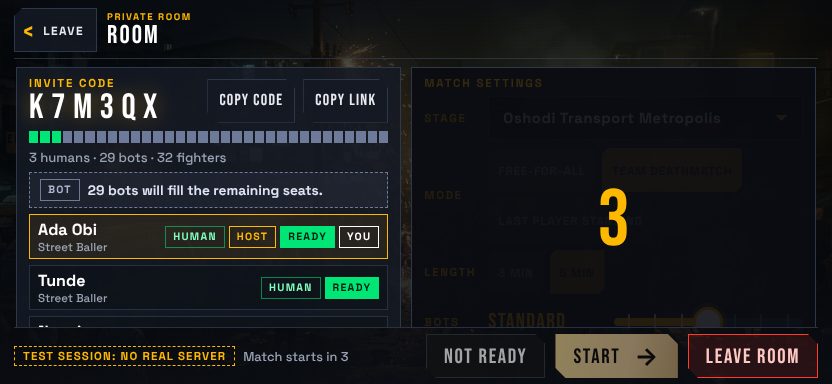 < LEAVE
PRIVATE ROOM
ROOM
INVITE CODE
K7M3QX
COPY CODE
COPY LINK
3 humans · 29 bots · 32 fighters
BOT 29 bots will fill the remaining seats.
Ada Obi
Street Baller
HUMAN HOST READY YOU
Tunde
Street Baller
HUMAN READY
MATCH SETTINGS
STAGE Oshodi Transport Metropolis
MODE
FREE-FOR-ALL TEAM DEATHMATCH
LAST PLAYER STANDING
3
LENGTH 3 MIN 5 MIN
BOTS STANDARD
TEST SESSION: NO REAL SERVER Match starts in 3
NOT READY
START →
LEAVE ROOM